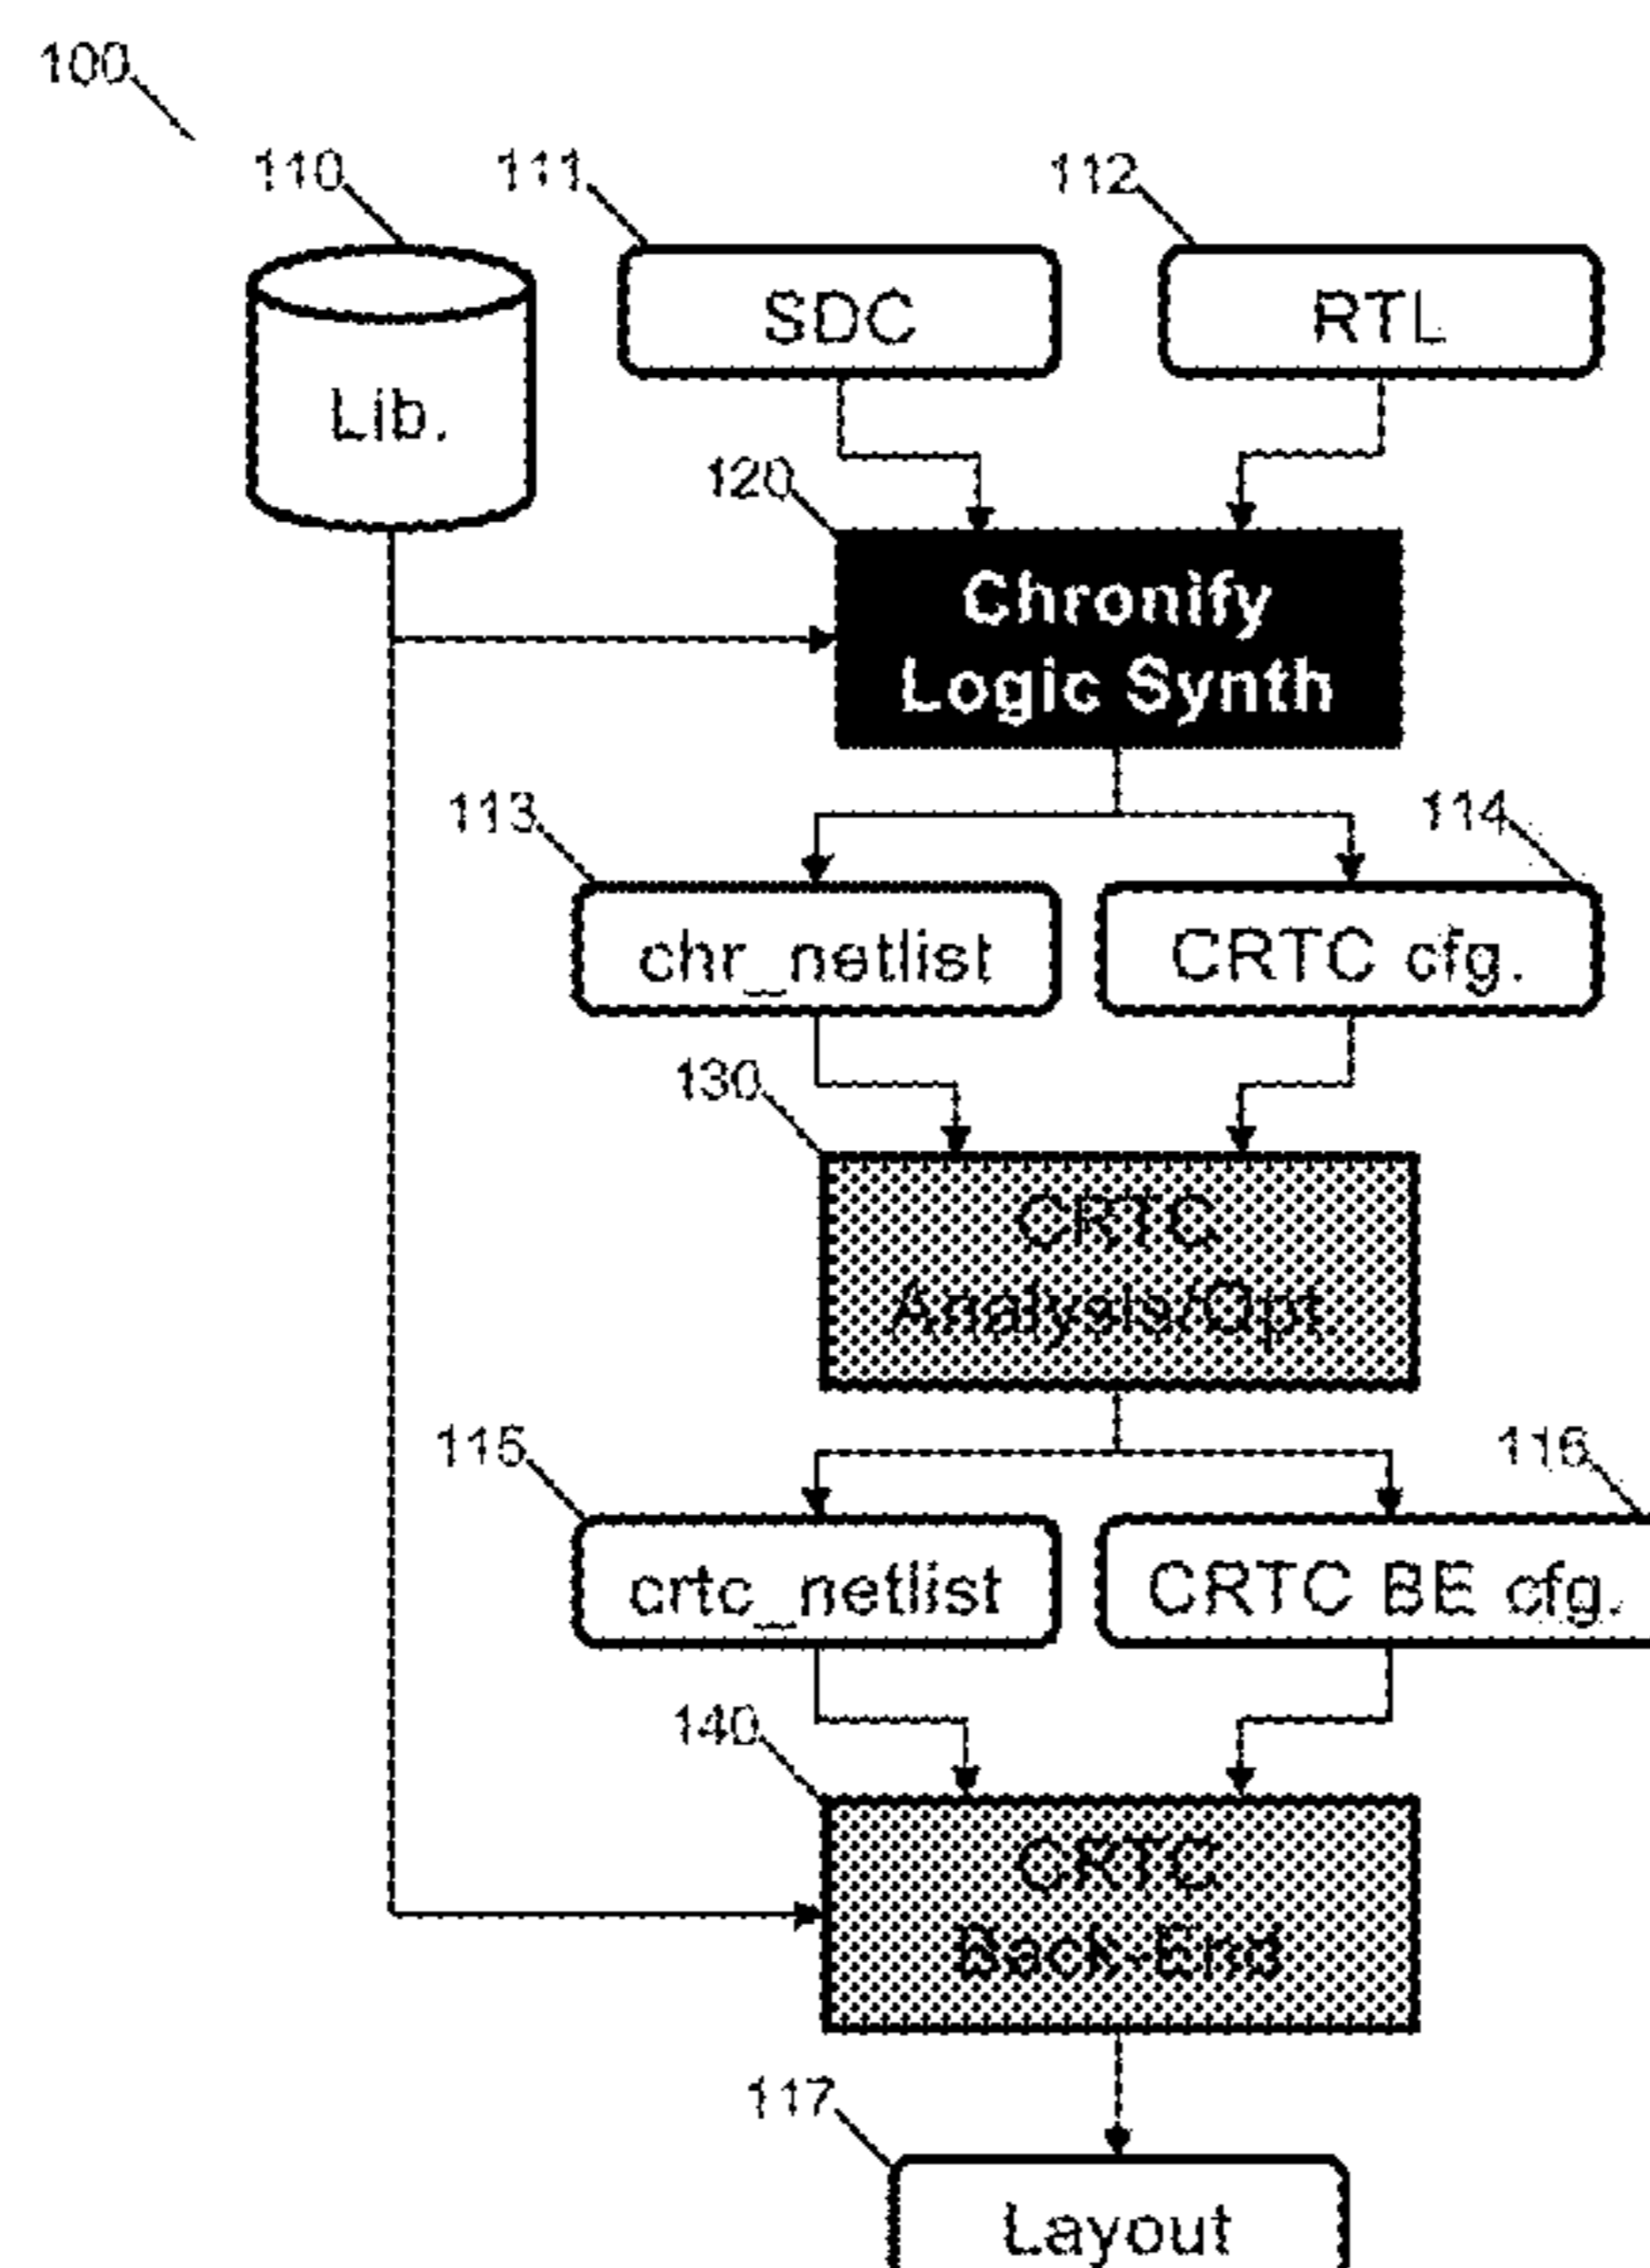 100
110
111
112
SDC
RTL
Lib.
120
Chronify
Logic Synth
113
114
chr_netlist
CRTC cfg.
130
CRTC
Analysis/Opt
115
116
crtc_netlist
CRTC BE cfg.
140
CRTC
Back-End
117
Layout